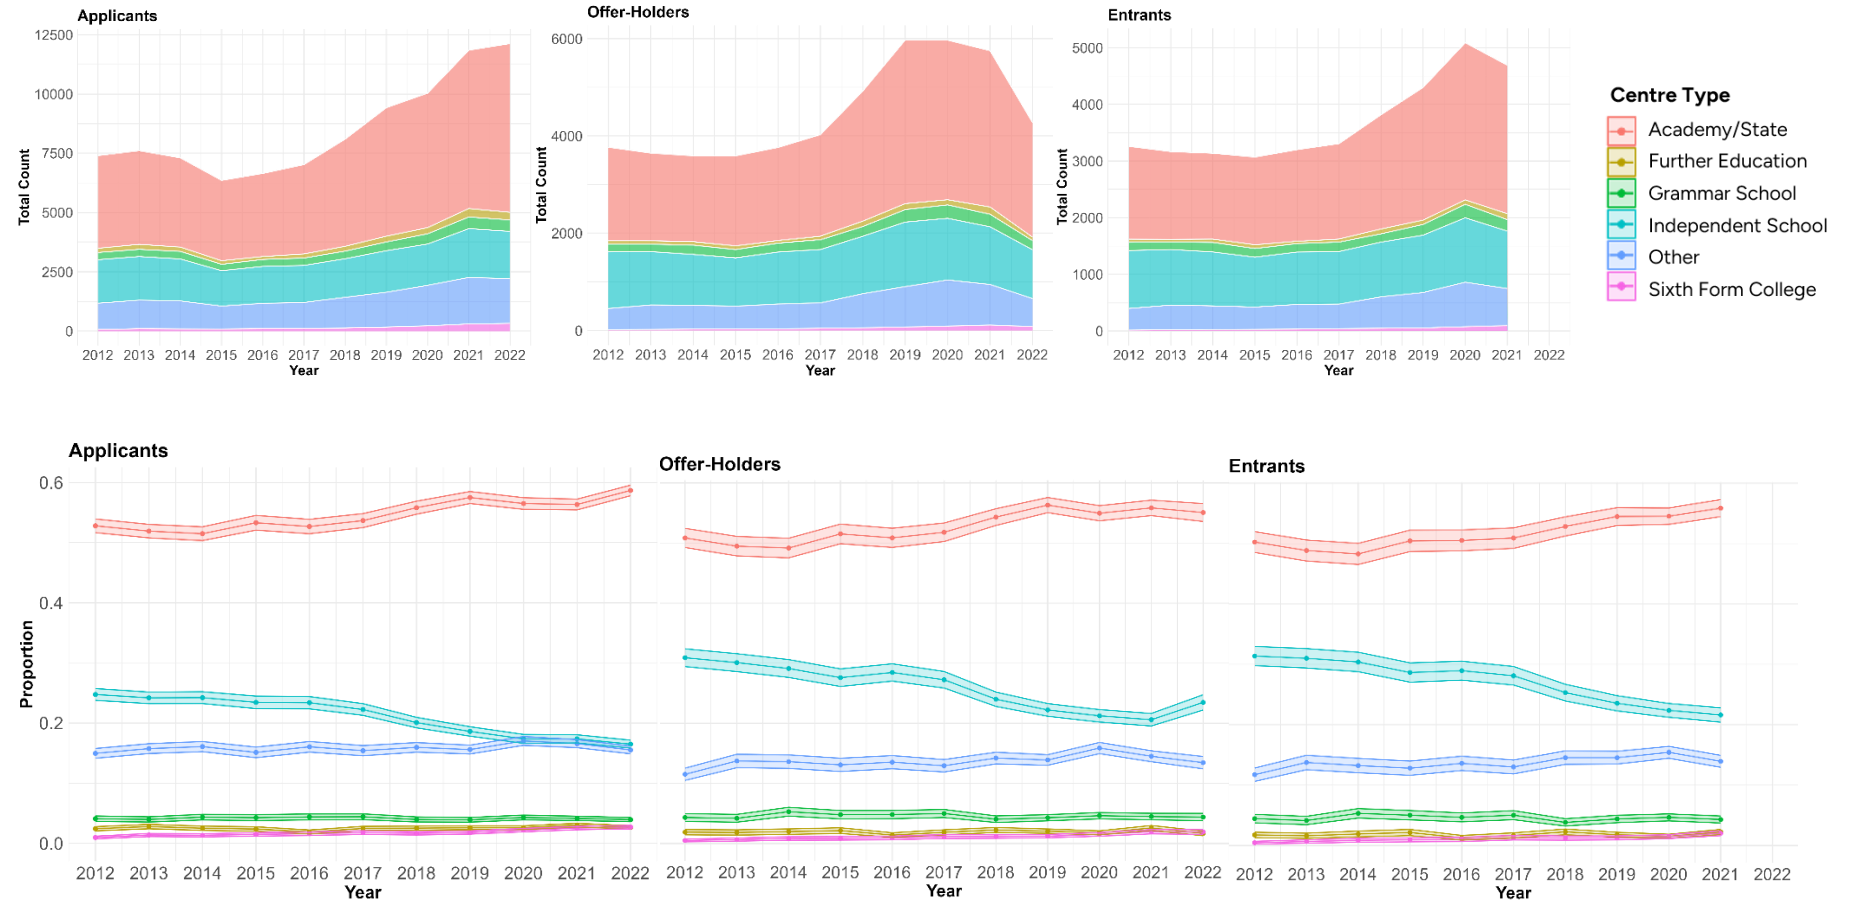 Applicants
Offer-Holders
Entrants
12500
10000
7500
5000
2500
0
Total Count
2012 2013 2014 2015 2016 2017 2018 2019 2020 2021 2022
Year
6000
4000
2000
0
Total Count
2012 2013 2014 2015 2016 2017 2018 2019 2020 2021 2022
Year
5000
4000
3000
2000
1000
0
Total Count
2012 2013 2014 2015 2016 2017 2018 2019 2020 2021 2022
Year
Centre Type
Academy/State
Further Education
Grammar School
Independent School
Other
Sixth Form College
Applicants
Offer-Holders
Entrants
0.6
0.4
0.2
0.0
Proportion
2012 2013 2014 2015 2016 2017 2018 2019 2020 2021 2022
Year
2012 2013 2014 2015 2016 2017 2018 2019 2020 2021 2022
Year
2012 2013 2014 2015 2016 2017 2018 2019 2020 2021 2022
Year